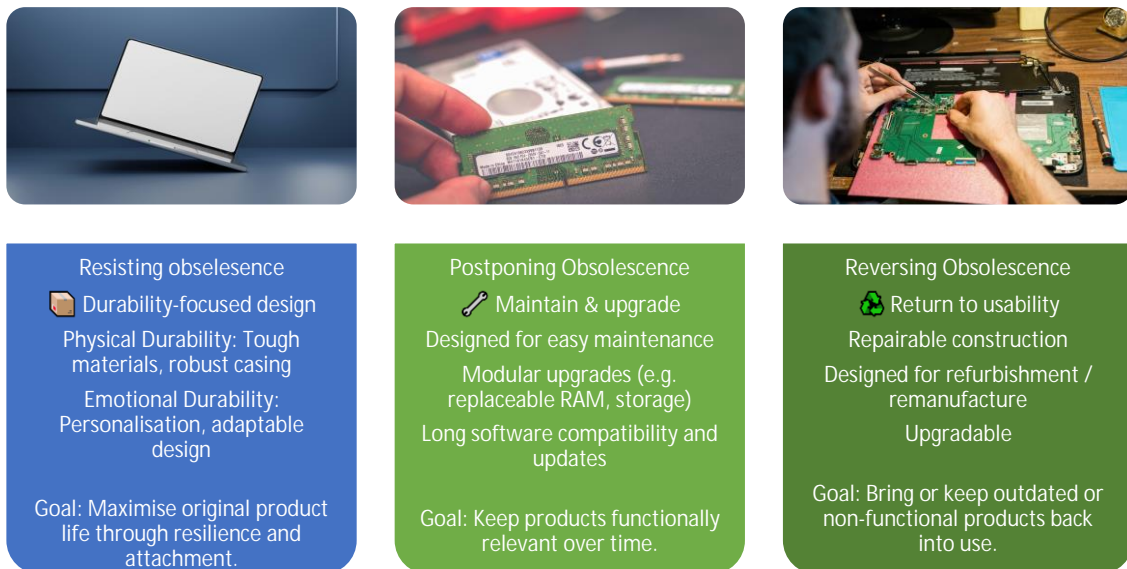 Resisting obselesence
Durability-focused design
Physical Durability: Tough
materials, robust casing
Emotional Durability:
Personalisation, adaptable
design
Goal: Maximise original product
life through resilience and
attachment.
Postponing Obsolescence
Maintain & upgrade
Designed for easy maintenance
Modular upgrades (e.g.
replaceable RAM, storage)
Long software compatibility and
updates
Goal: Keep products functionally
relevant over time.
Reversing Obsolescence
Return to usability
Repairable construction
Designed for refurbishment /
remanufacture
Upgradable
Goal: Bring or keep outdated or
non-functional products back
into use.